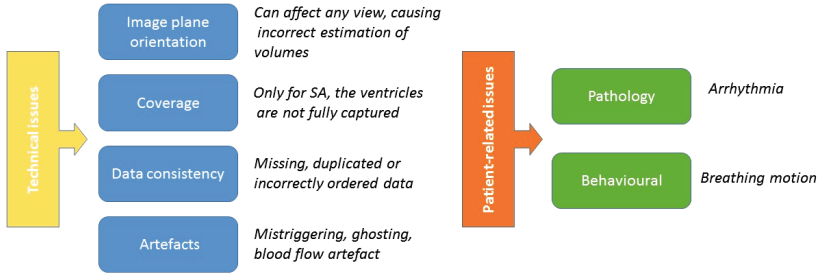 Technical issues
Image plane
orientation
Can affect any view, causing
incorrect estimation of
volumes
Coverage
Only for SA, the ventricles
are not fully captured
Data consistency
Missing, duplicated or
incorrectly ordered data
Artefacts
Mistriggering, ghosting,
blood flow artefact
Patient-related issues
Pathology
Arrhythmia
Behavioural
Breathing motion